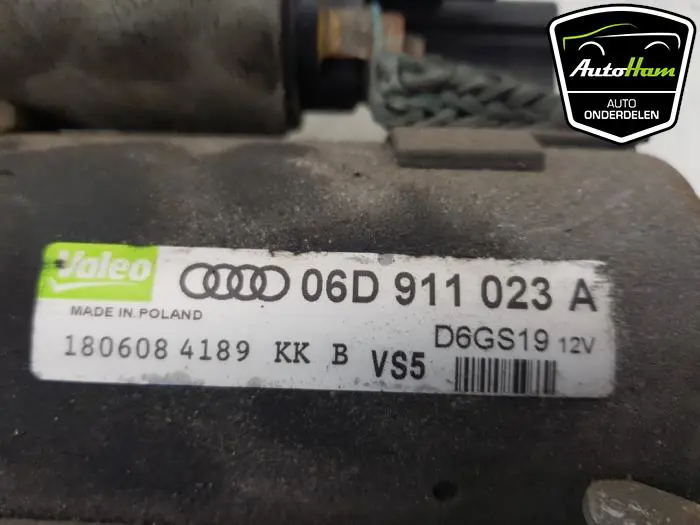 AutoHam
AUTO
ONDERDELEN
Valeo
06D 911 023 A
MADE IN POLAND
D6GS19 12V
180608 4189 KK B VS5